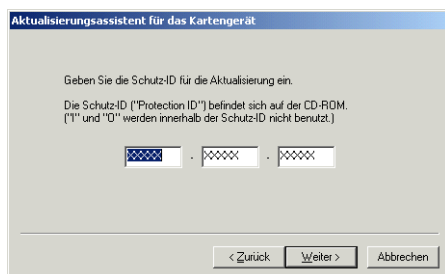 Aktualisierungsassistent für das Kartengerät
Geben Sie die Schutz-ID für die Aktualisierung ein.
Die Schutz-ID ("Protection ID") befindet sich auf der CD-ROM.
("I" und "O" werden innerhalb der Schutz-ID nicht benutzt.)
XXXXX . XXXXX . XXXXX
< Zurück Weiter > Abbrechen